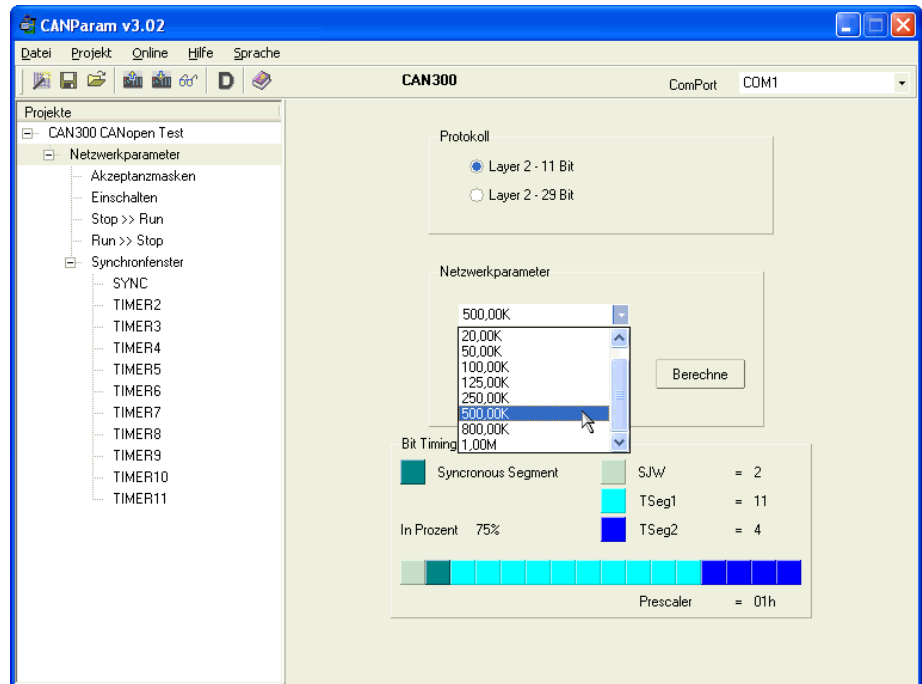 CANParam v3.02
Datei Projekt Online Hilfe Sprache
D CAN300 ComPort COM1
Projekte
CAN300 CANopen Test
Netzwerkparameter
Akzeptanzmasken
Einschalten
Stop >> Run
Run >> Stop
Synchronfenster
SYNC
TIMER2
TIMER3
TIMER4
TIMER5
TIMER6
TIMER7
TIMER8
TIMER9
TIMER10
TIMER11
Protokoll
Layer 2 - 11 Bit
Layer 2 - 29 Bit
Netzwerkparameter
500,00K
20,00K
50,00K
100,00K
125,00K
250,00K
500,00K
800,00K
1,00M
Berechne
Bit Timing
Syncronous Segment SJW = 2
TSeg1 = 11
In Prozent 75% TSeg2 = 4
Prescaler = 01h